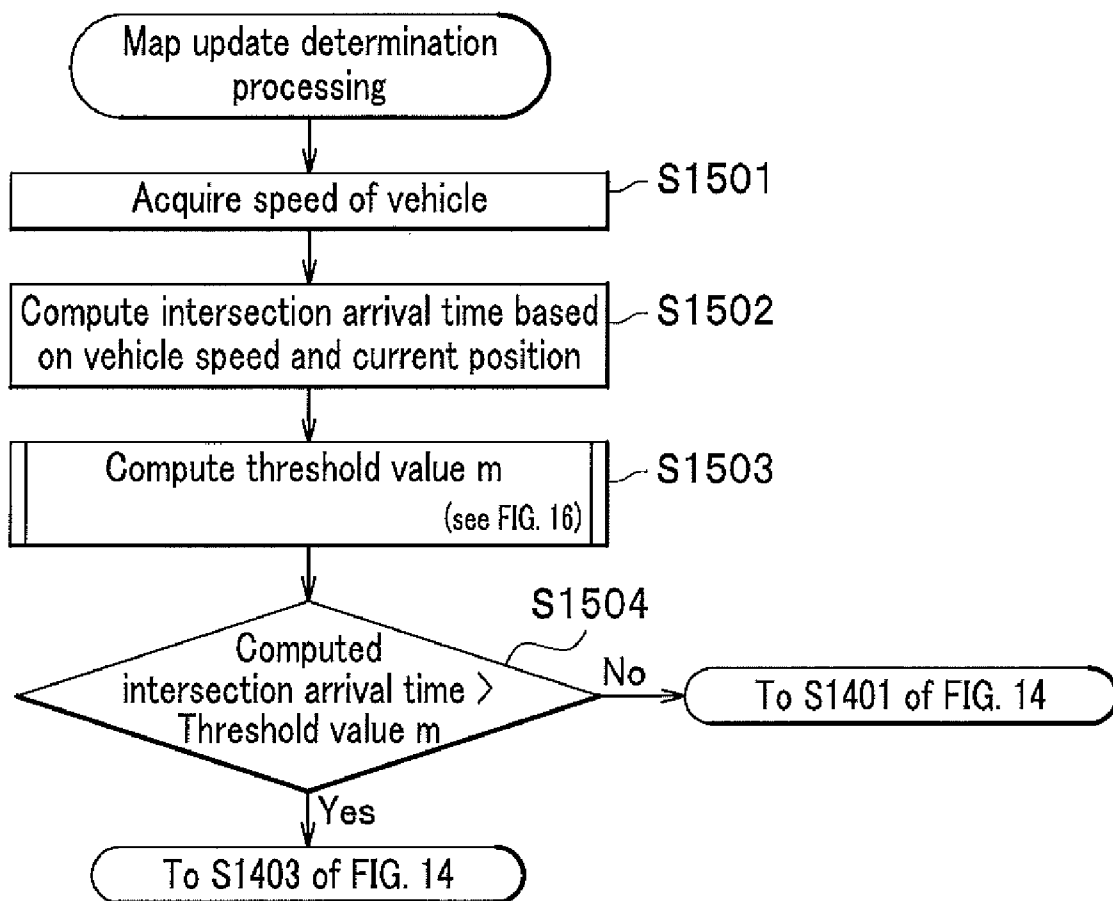 Map update determination
processing
S1501
Acquire speed of vehicle
S1502
Compute intersection arrival time based
on vehicle speed and current position
S1503
Compute threshold value m
(see FIG. 16)
S1504
Computed
intersection arrival time >
Threshold value m
No
To S1401 of FIG. 14
Yes
To S1403 of FIG. 14